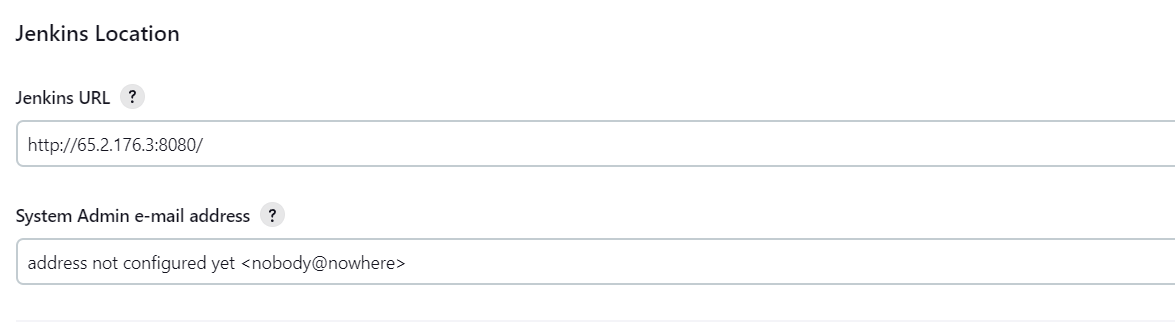 Jenkins Location
Jenkins URL ?
http://65.2.176.3:8080/
System Admin e-mail address ?
address not configured yet <nobody@nowhere>